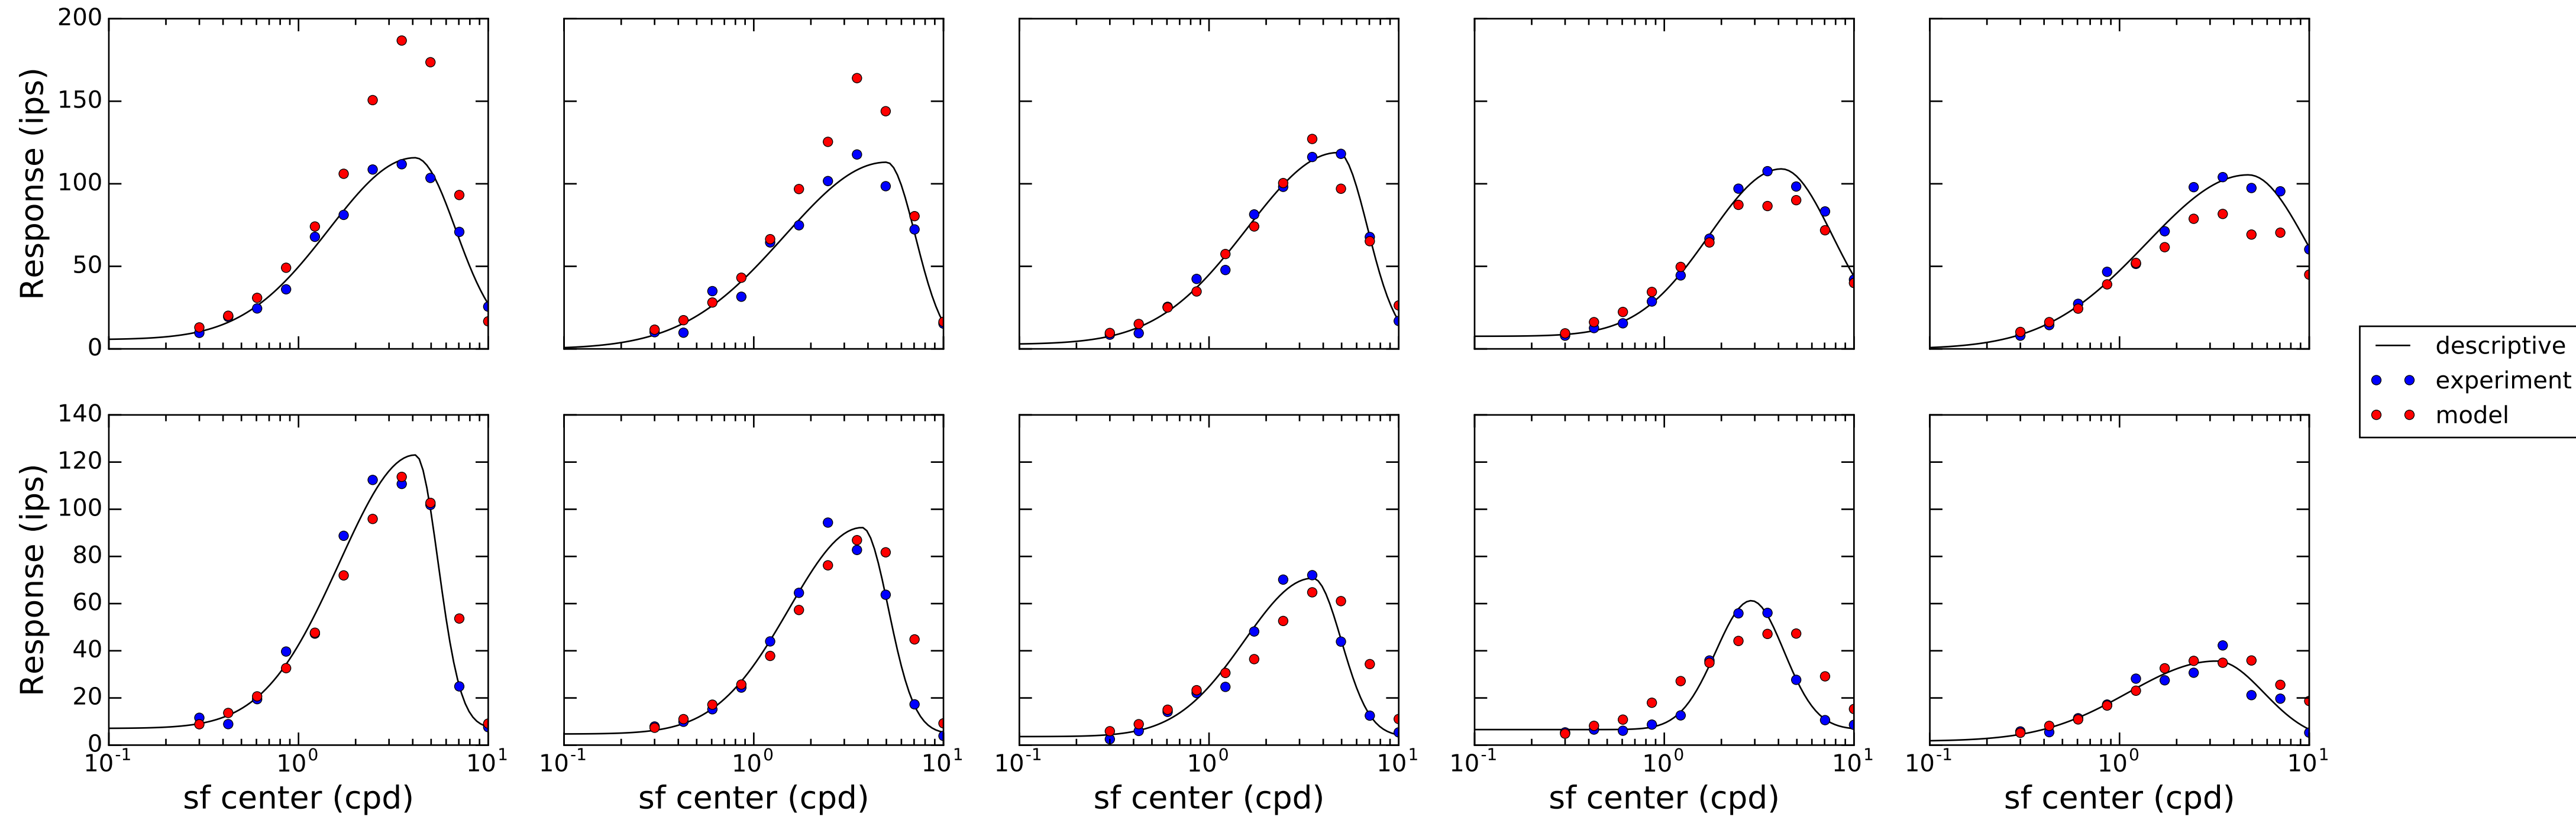 200
150
100
50
0
Response (ips)
descriptive
experiment
model
140
120
100
80
60
40
20
0
Response (ips)
10^-1 10^0 10^1
10^-1 10^0 10^1
10^-1 10^0 10^1
10^-1 10^0 10^1
10^-1 10^0 10^1
sf center (cpd)
sf center (cpd)
sf center (cpd)
sf center (cpd)
sf center (cpd)